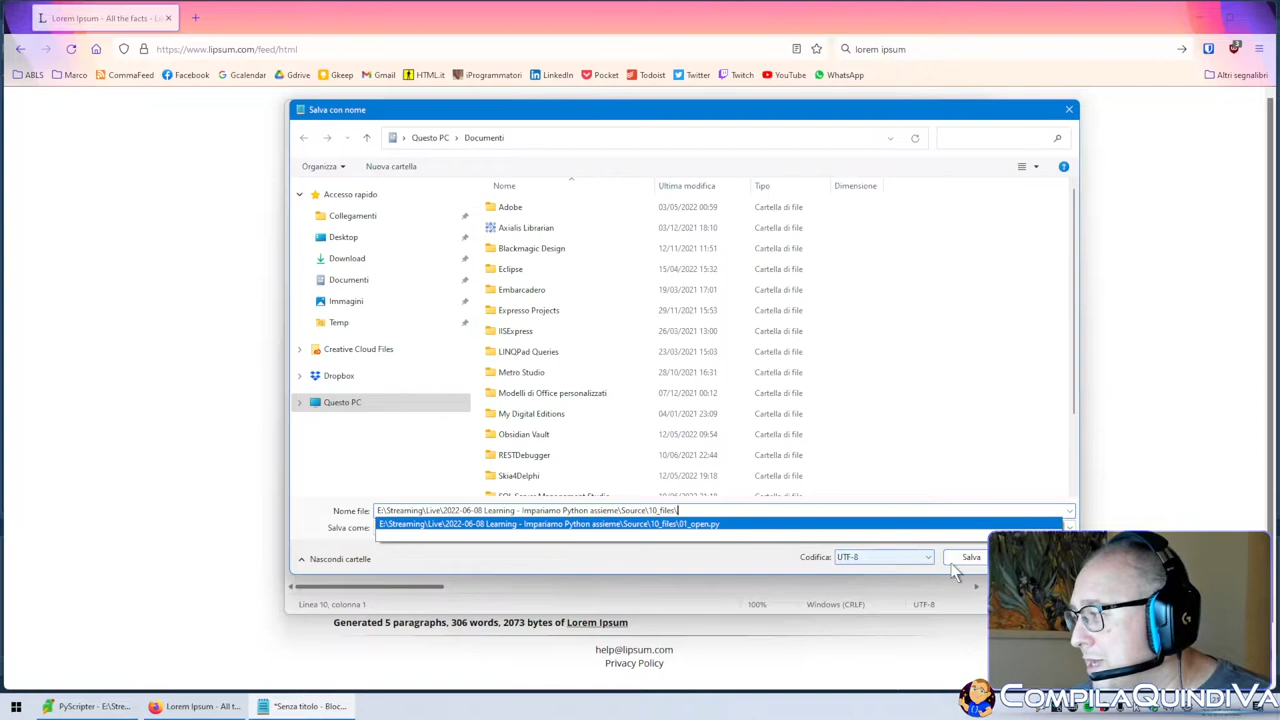 Lorem Ipsum - All the facts - Le
https://www.lipsum.com/feed/html
lorem ipsum
3
ABLS Marco CommaFeed Facebook Gcalendar Gdrive Gkeep Gmail HTML.it iProgrammatori LinkedIn Pocket Todoist Twitter Twitch YouTube WhatsApp Altri segnalibri
Salva con nome
Questo PC > Documenti
Organizza Nuova cartella
Nome Ultima modifica Tipo Dimensione
Accesso rapido
Collegamenti
Desktop
Download
Documenti
Immagini
Temp
Creative Cloud Files
Dropbox
Questo PC
Adobe 03/05/2022 00:59 Cartella di file
Axialis Librarian 03/12/2021 18:10 Cartella di file
Blackmagic Design 12/11/2021 11:51 Cartella di file
Eclipse 15/04/2022 15:32 Cartella di file
Embarcadero 19/03/2021 17:01 Cartella di file
Expresso Projects 29/11/2021 15:13 Cartella di file
IISExpress 26/03/2021 13:00 Cartella di file
LINQPad Queries 23/03/2021 15:03 Cartella di file
Metro Studio 28/10/2021 16:31 Cartella di file
Modelli di Office personalizzati 07/12/2021 00:12 Cartella di file
My Digital Editions 04/01/2021 23:09 Cartella di file
Obsidian Vault 12/05/2022 09:54 Cartella di file
RESTDebugger 10/06/2021 22:44 Cartella di file
Skia4Delphi 12/05/2022 19:18 Cartella di file
Nome file: E:\Streaming\Live\2022-06-08 Learning - Impariamo Python assieme\Source\10_files\
E:\Streaming\Live\2022-06-08 Learning - Impariamo Python assieme\Source\10_files\01_open.py
Salva come:
Nascondi cartelle Codifica: UTF-8 Salva
Linea 10, colonna 1 100% Windows (CRLF) UTF-8
Generated 5 paragraphs, 306 words, 2073 bytes of Lorem Ipsum
help@lipsum.com
Privacy Policy
PyScripter - E:\Stre... Lorem Ipsum - All t... *Senza titolo - Bloc...
COMPILAQUINDIVA